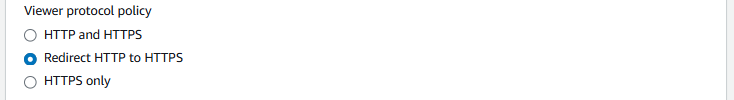 Viewer protocol policy
HTTP and HTTPS
Redirect HTTP to HTTPS
HTTPS only